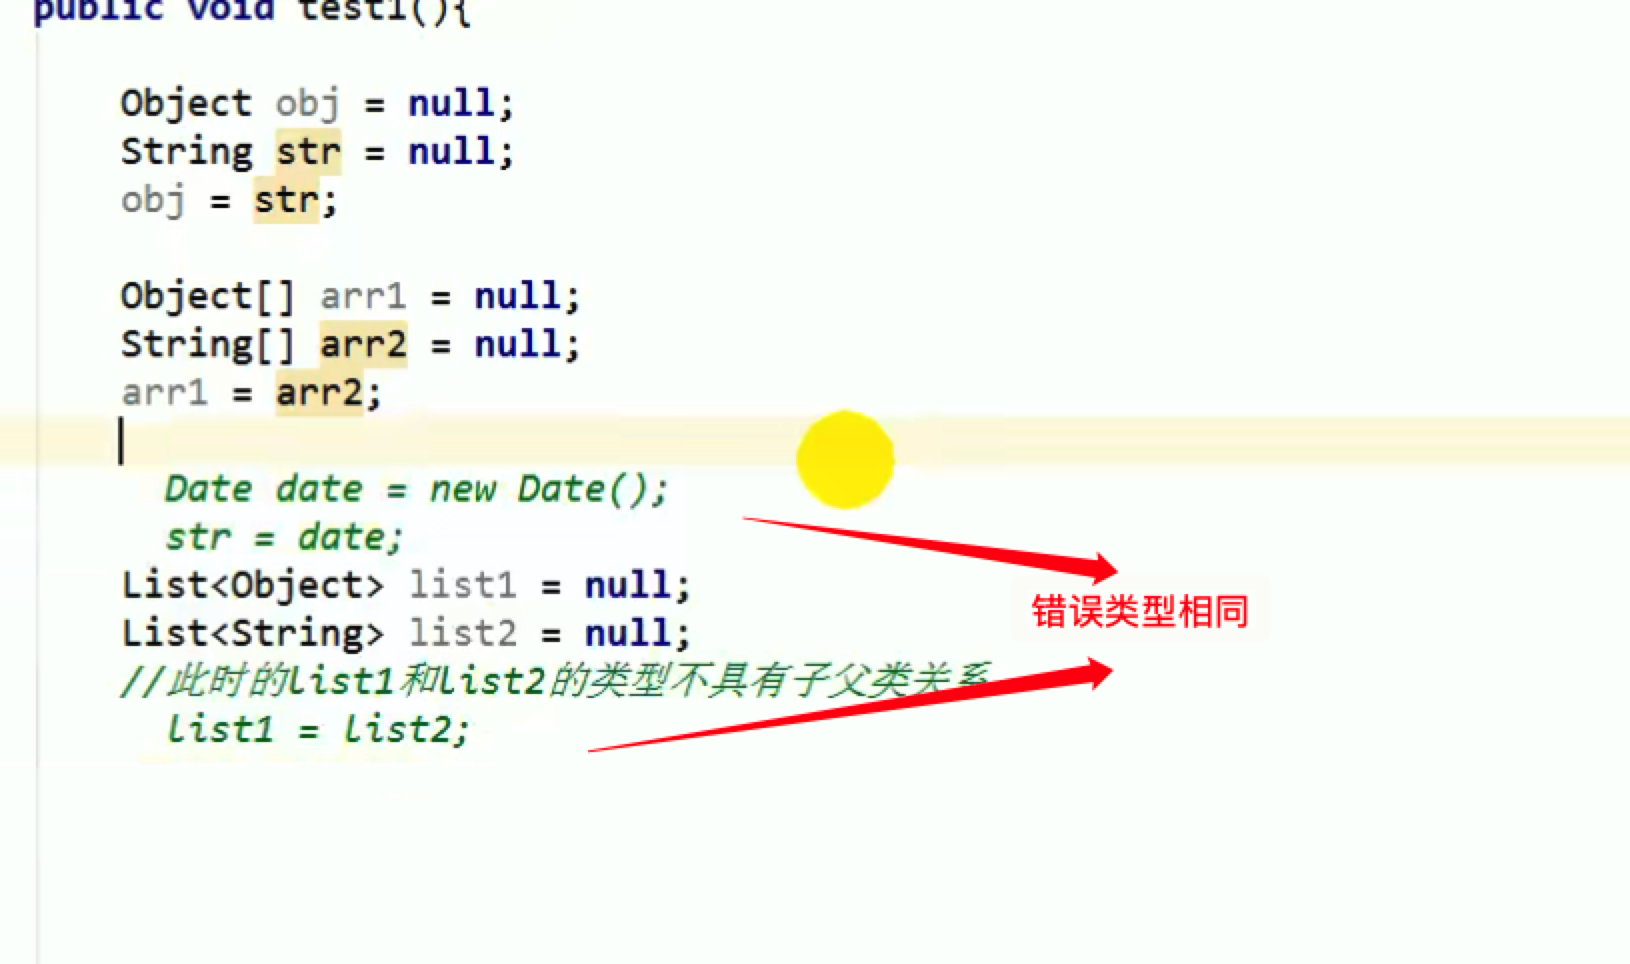 public void test1(){
Object obj = null;
String str = null;
obj = str;
Object[] arr1 = null;
String[] arr2 = null;
arr1 = arr2;
Date date = new Date();
str = date;
List<Object> list1 = null;
错误类型相同
List<String> list2 = null;
//此时的list1和list2的类型不具有子父类关系
list1 = list2;